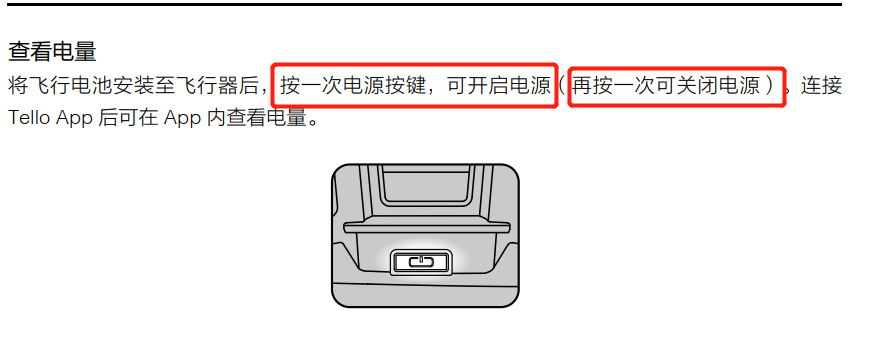 查看电量
将飞行电池安装至飞行器后，按一次电源按键，可开启电源（再按一次可关闭电源）。连接
Tello App 后可在 App 内查看电量。